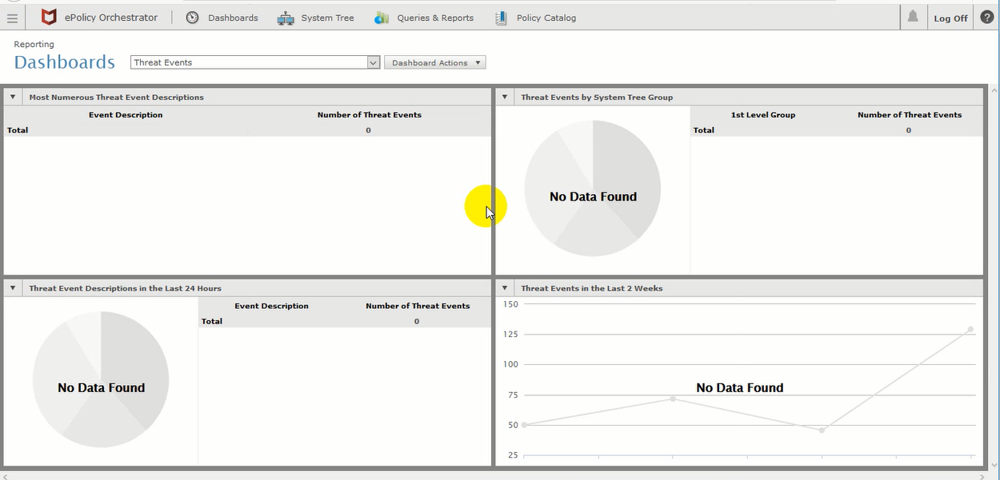 ePolicy Orchestrator Dashboards System Tree Queries & Reports Policy Catalog Log Off ?
Reporting
Dashboards Threat Events Dashboard Actions
Most Numerous Threat Event Descriptions
Event Description Number of Threat Events
Total 0
Threat Events by System Tree Group
No Data Found
1st Level Group Number of Threat Events
Total 0
Threat Event Descriptions in the Last 24 Hours
No Data Found
Event Description Number of Threat Events
Total 0
Threat Events in the Last 2 Weeks
150
125
100
75
50
25
No Data Found